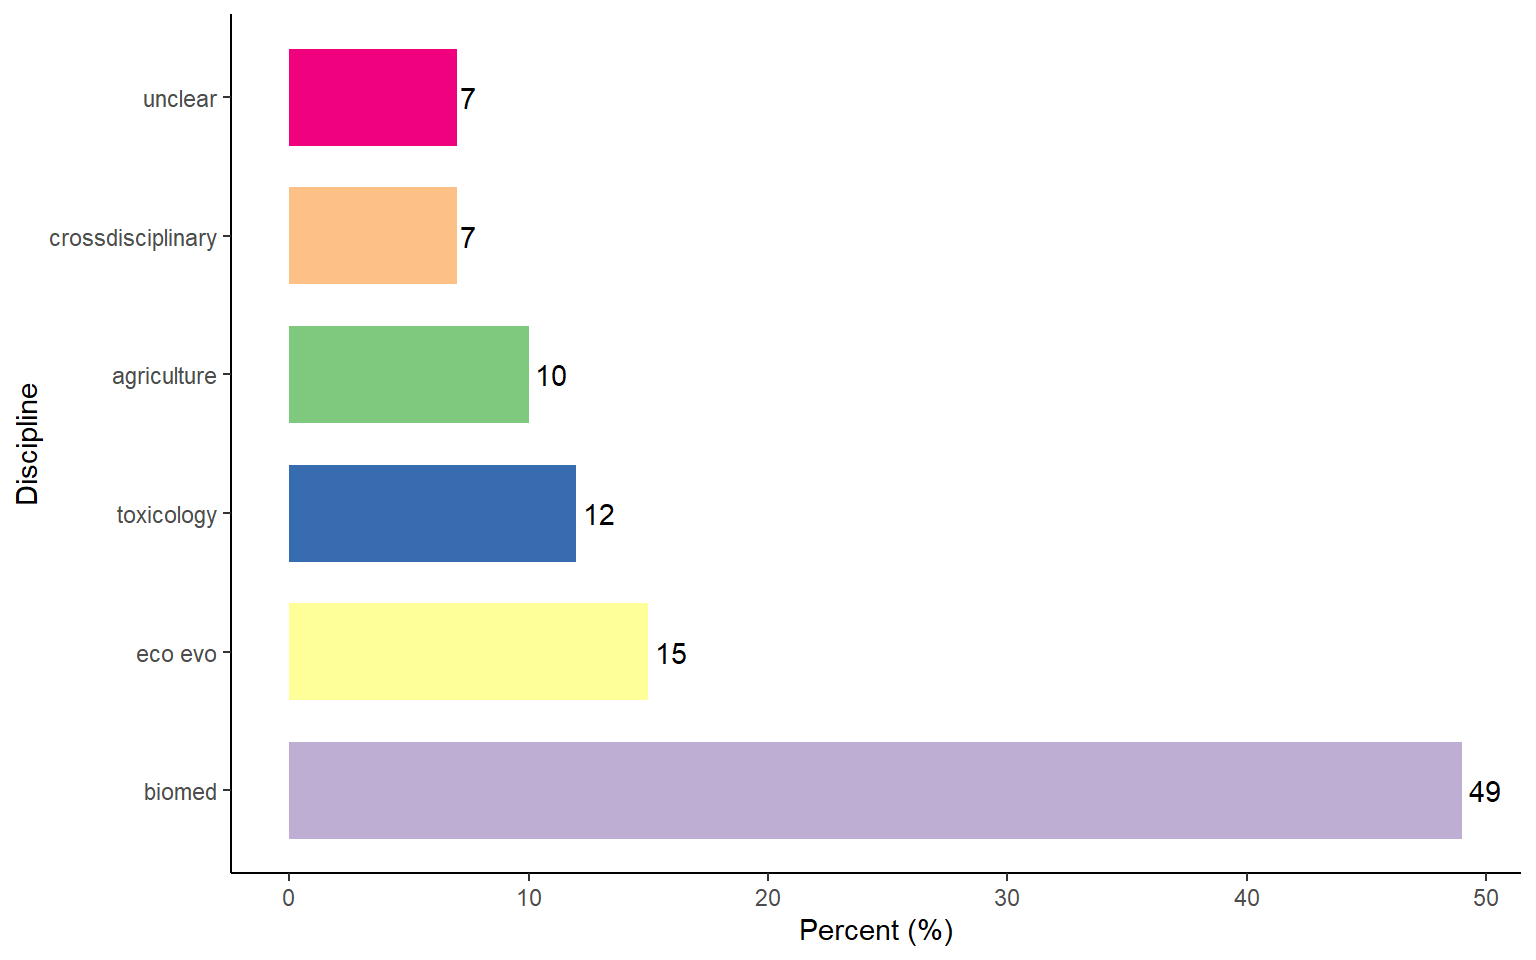 Discipline
unclear
7
crossdisciplinary
7
agriculture
10
toxicology
12
eco evo
15
biomed
49
0 10 20 30 40 50
Percent (%)